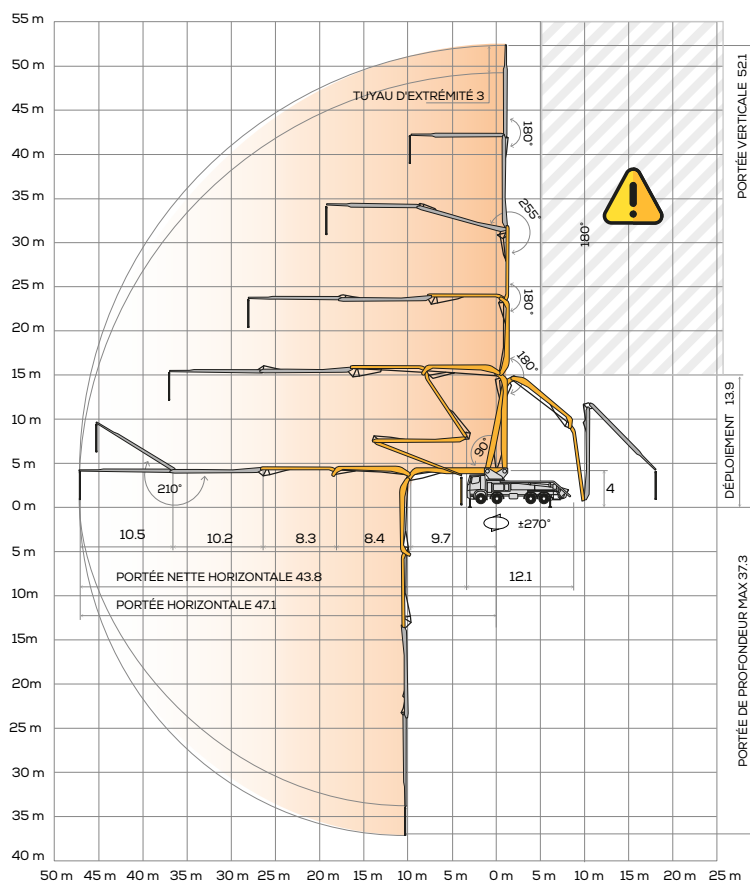 55 m
50 m
45 m
40 m
35 m
30 m
25 m
20 m
15 m
10 m
5 m
0 m
5 m
10m
15m
20m
25m
30 m
35 m
40 m
50 m 45 m 40 m 35 m 30 m 25 m 20 m 15 m 10 m 5 m 0 m 5 m 10 m 15 m 20 m 25 m
TUYAU D'EXTRÉMITÉ 3
180°
255°
180°
180°
180°
90°
210°
±270°
4
10.5 10.2 8.3 8.4 9.7
12.1
PORTÉE NETTE HORIZONTALE 43.8
PORTÉE HORIZONTALE 47.1
PORTÉE VERTICALE 52.1
DÉPLOIEMENT 13.9
PORTÉE DE PROFONDEUR MAX 37.3